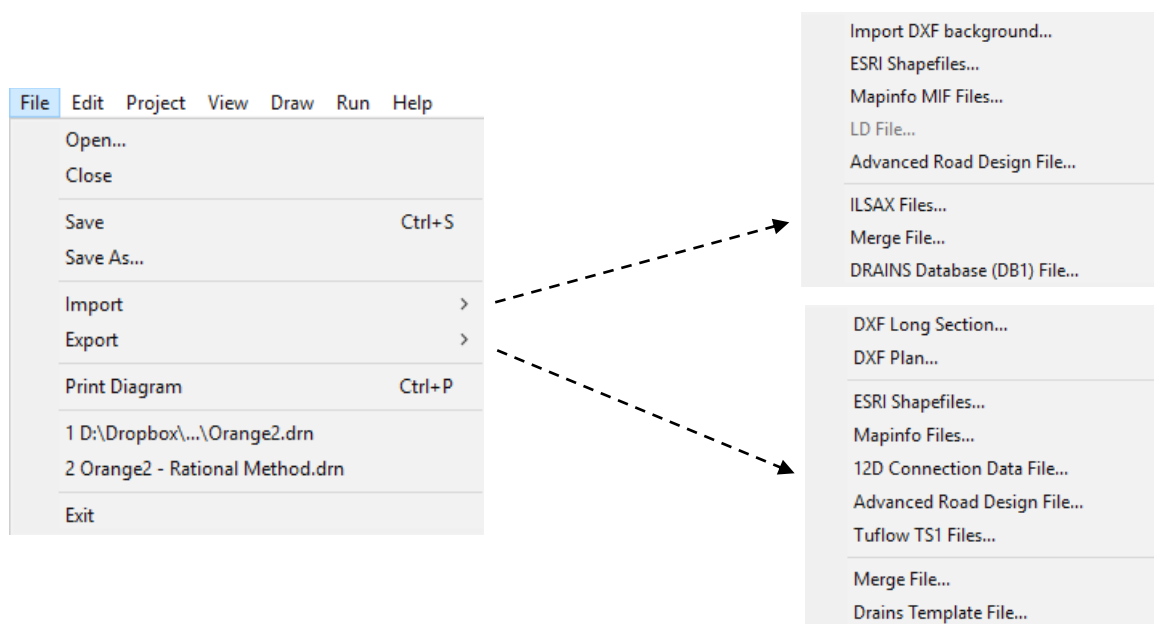 File Edit Project View Draw Run Help
Open...
Close
Save Ctrl+S
Save As...
Import >
Export >
Print Diagram Ctrl+P
1 D:\Dropbox\...\Orange2.drn
2 Orange2 - Rational Method.drn
Exit
Import DXF background...
ESRI Shapefiles...
Mapinfo MIF Files...
LD File...
Advanced Road Design File...
ILSAX Files...
Merge File...
DRAINS Database (DB1) File...
DXF Long Section...
DXF Plan...
ESRI Shapefiles...
Mapinfo Files...
12D Connection Data File...
Advanced Road Design File...
Tuflow TS1 Files...
Merge File...
Drains Template File...